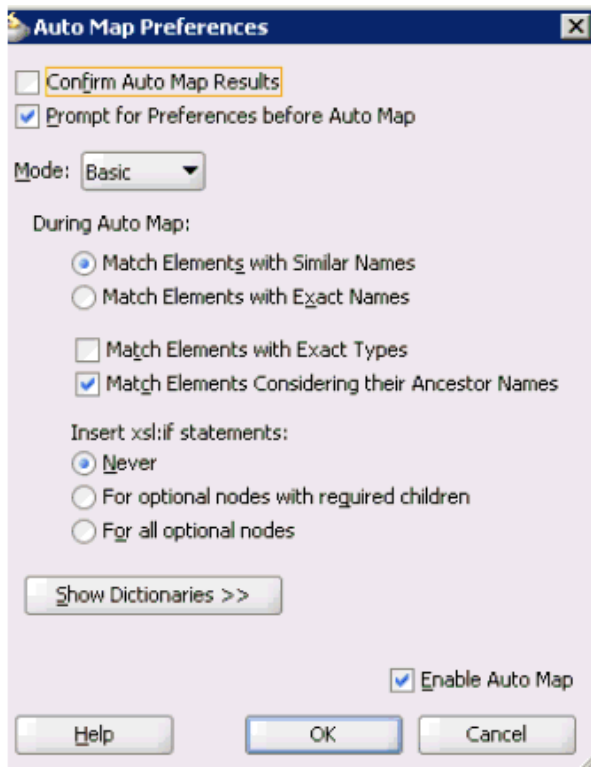 Auto Map Preferences
Confirm Auto Map Results
Prompt for Preferences before Auto Map
Mode: Basic
During Auto Map:
Match Elements with Similar Names
Match Elements with Exact Names
Match Elements with Exact Types
Match Elements Considering their Ancestor Names
Insert xsl:if statements:
Never
For optional nodes with required children
For all optional nodes
Show Dictionaries >>
Enable Auto Map
Help OK Cancel